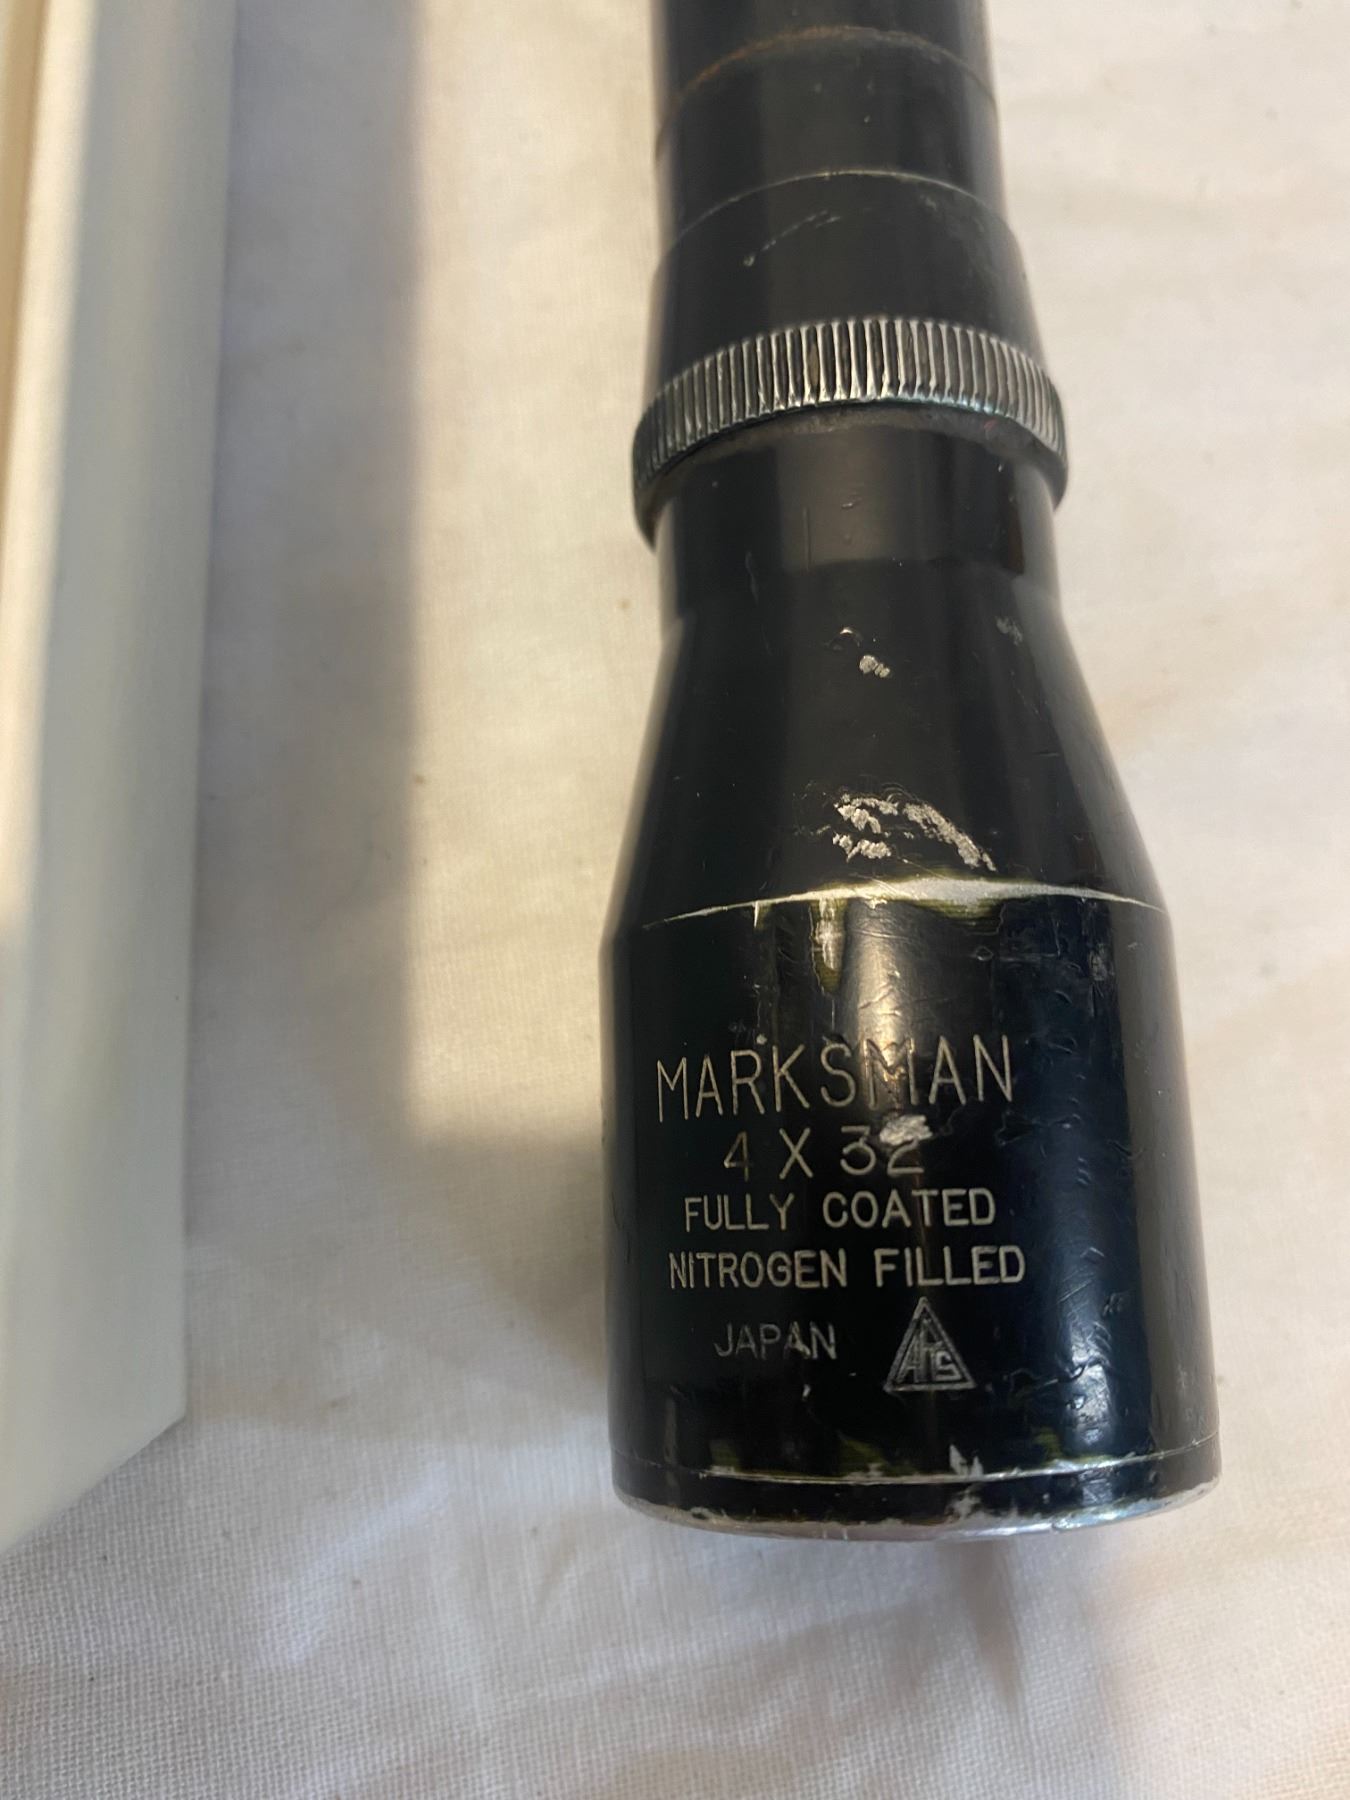 MARKSMAN
4 X 32
FULLY COATED
NITROGEN FILLED
JAPAN